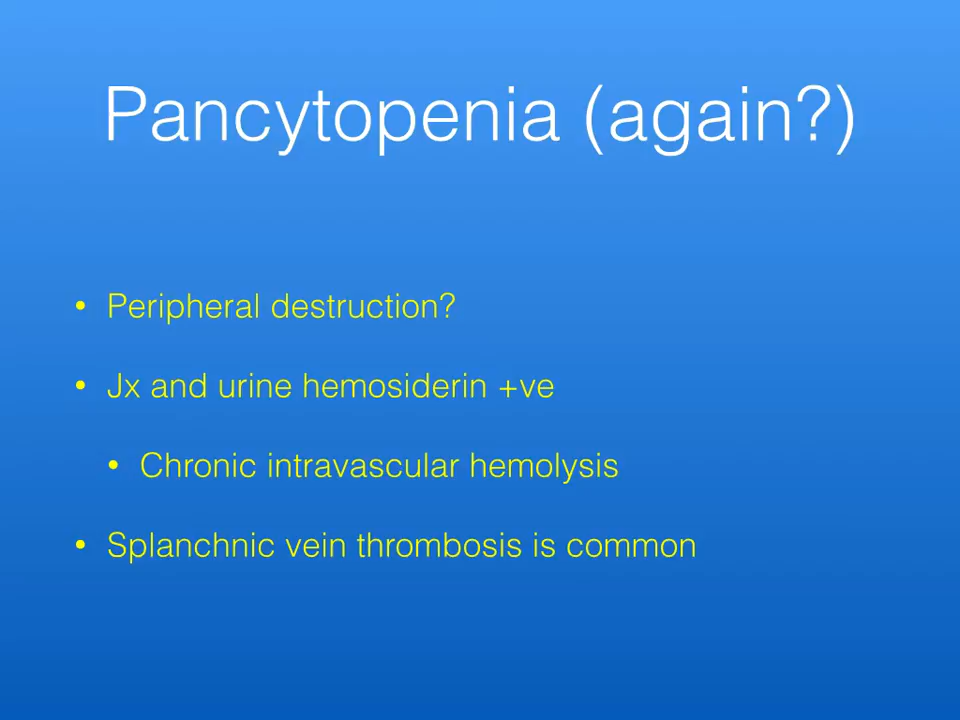 Pancytopenia (again?)
• Peripheral destruction?
• Jx and urine hemosiderin +ve
• Chronic intravascular hemolysis
• Splanchnic vein thrombosis is common